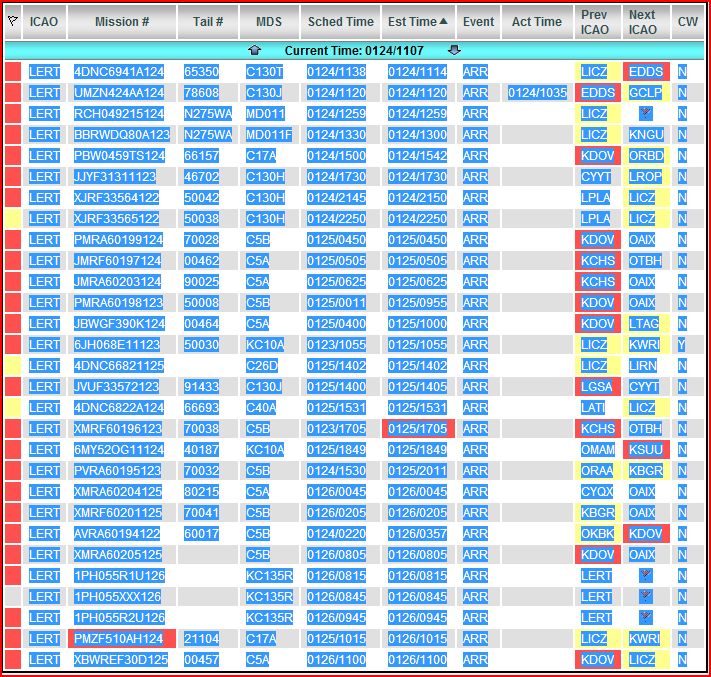 ICAO Mission # Tail # MDS Sched Time Est Time Event Act Time Prev ICAO Next ICAO CW
Current Time: 0124/1107
LERT 4DNC6941A124 65350 C130T 0124/1138 0124/1114 ARR LICZ EDDS N
LERT UMZN424AA124 78608 C130J 0124/1120 0124/1120 ARR 0124/1035 EDDS GCLP N
LERT RCH049215124 N275WA MD011 0124/1259 0124/1259 ARR LICZ N
LERT BBRWDQ80A123 N275WA MD011F 0124/1330 0124/1300 ARR LICZ KNGU N
LERT PBW0459TS124 66157 C17A 0124/1500 0124/1542 ARR KDOV ORBD N
LERT JJYF31311123 46702 C130H 0124/1730 0124/1730 ARR CYYT LROP N
LERT XJRF33564122 50042 C130H 0124/2145 0124/2150 ARR LPLA LICZ N
LERT XJRF33565122 50038 C130H 0124/2250 0124/2250 ARR LPLA LICZ N
LERT PMRA60199124 70028 C5B 0125/0450 0125/0450 ARR KDOV OAIX N
LERT JMRF60197124 00462 C5A 0125/0505 0125/0505 ARR KCHS OTBH N
LERT JMRA60203124 90025 C5A 0125/0625 0125/0625 ARR KCHS OAIX N
LERT PMRA60198123 50008 C5B 0125/0011 0125/0955 ARR KDOV OAIX N
LERT JBWGF390K124 00464 C5A 0125/0400 0125/1000 ARR KDOV LTAG N
LERT 6JH068E11123 50030 KC10A 0123/1055 0125/1055 ARR LICZ KWRI Y
LERT 4DNC66821125 C26D 0125/1402 0125/1402 ARR LICZ LIRN N
LERT JVUF33572123 91433 C130J 0125/1400 0125/1405 ARR LGSA CYYT N
LERT 4DNC6822A124 66693 C40A 0125/1531 0125/1531 ARR LATI LICZ N
LERT XMRF60196123 70038 C5B 0123/1705 0125/1705 ARR KCHS OTBH N
LERT 6MY52OG11124 40187 KC10A 0125/1849 0125/1849 ARR OMAM KSUU N
LERT PVRA60195123 70032 C5B 0124/1530 0125/2011 ARR ORAA KBGR N
LERT XMRA60204125 80215 C5A 0126/0045 0126/0045 ARR CYQX OAIX N
LERT XMRF60201125 70041 C5B 0126/0205 0126/0205 ARR KBGR OAIX N
LERT AVRA60194122 60017 C5B 0124/0220 0126/0357 ARR OKBK KDOV N
LERT XMRA60205125 C5B 0126/0805 0126/0805 ARR KDOV OAIX N
LERT 1PH055R1U126 KC135R 0126/0815 0126/0815 ARR LERT N
LERT 1PH055XXX126 KC135R 0126/0845 0126/0845 ARR LERT N
LERT 1PH055R2U126 KC135R 0126/0945 0126/0945 ARR LERT N
LERT PMZF510AH124 21104 C17A 0125/1015 0126/1015 ARR LICZ KWRI N
LERT XBWREF30D125 00457 C5A 0126/1100 0126/1100 ARR KDOV LICZ N